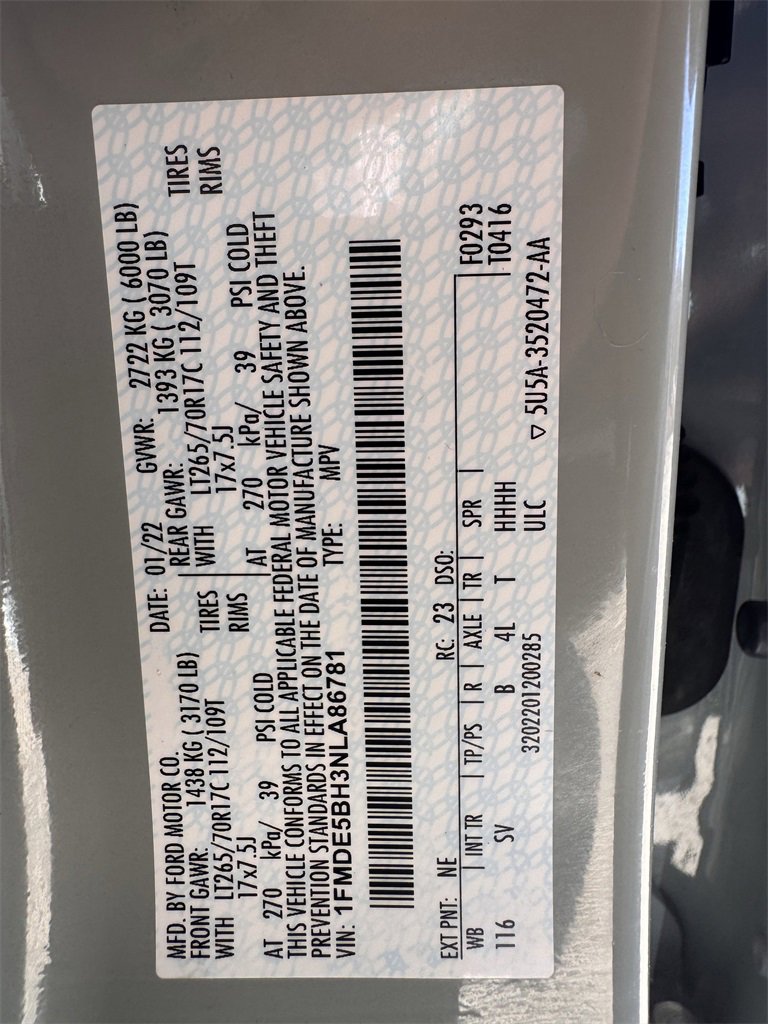 MFD. BY FORD MOTOR CO.
DATE: 01/22 GVWR: 2722 KG ( 6000 LB)
FRONT GAWR: 1438 KG ( 3170 LB) REAR GAWR: 1393 KG ( 3070 LB)
WITH LT265/70R17C 112/109T TIRES WITH LT265/70R17C 112/109T TIRES
17x7.5J RIMS 17x7.5J RIMS
AT 270 kPa/ 39 PSI COLD AT 270 kPa/ 39 PSI COLD
THIS VEHICLE CONFORMS TO ALL APPLICABLE FEDERAL MOTOR VEHICLE SAFETY AND THEFT
PREVENTION STANDARDS IN EFFECT ON THE DATE OF MANUFACTURE SHOWN ABOVE.
VIN: 1FMDE5BH3NLA86781 TYPE: MPV
EXT PNT: NE RC: 23 DSO:
WB INT TR TP/PS R AXLE TR SPR F0293
116 SV B 4L T HHHH T0416
320220120​0285 ULC ▽ 5U5A-3520472-AA